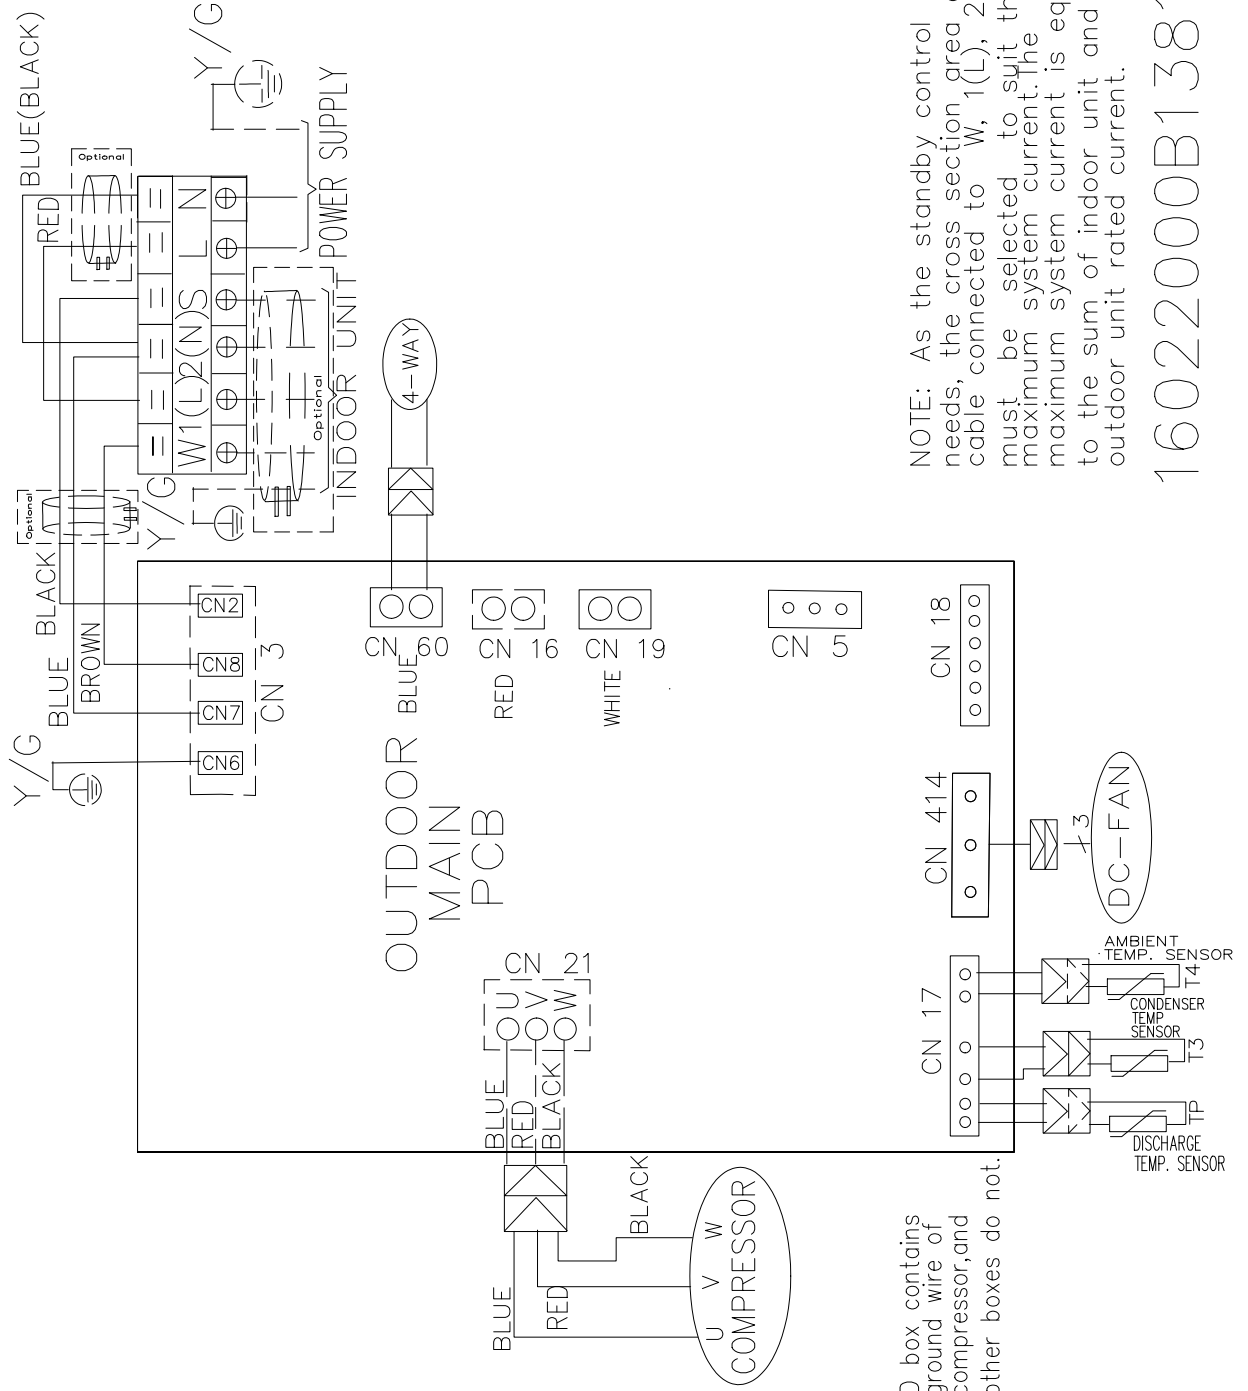 BLUE(BLACK)
RED
Optional
Y/G
POWER SUPPLY
W 1(L) 2(N) S L N
Optional
INDOOR UNIT
Y/G
Optional
BLACK
BLUE
BROWN
Y/G
CN2
CN8
CN7
CN6
CN 3
4-WAY
CN 60
BLUE
CN 16
RED
CN 19
WHITE
CN 5
CN 18
OUTDOOR
MAIN
PCB
CN 21
U
V
W
BLUE
RED
BLACK
BLUE
RED
BLACK
U V W
COMPRESSOR
CN 414
3
DC-FAN
CN 17
AMBIENT
TEMP. SENSOR
T4
CONDENSER
TEMP
SENSOR
T3
TP
DISCHARGE
TEMP. SENSOR
NOTE: As the standby control
needs, the cross section area
cable connected to W, 1(L), 2
must be selected to suit
maximum system current.The
maximum system current is
to the sum of indoor unit and
outdoor unit rated current.
16022000B138
box contains
ground wire of
compressor,and
other boxes do not.